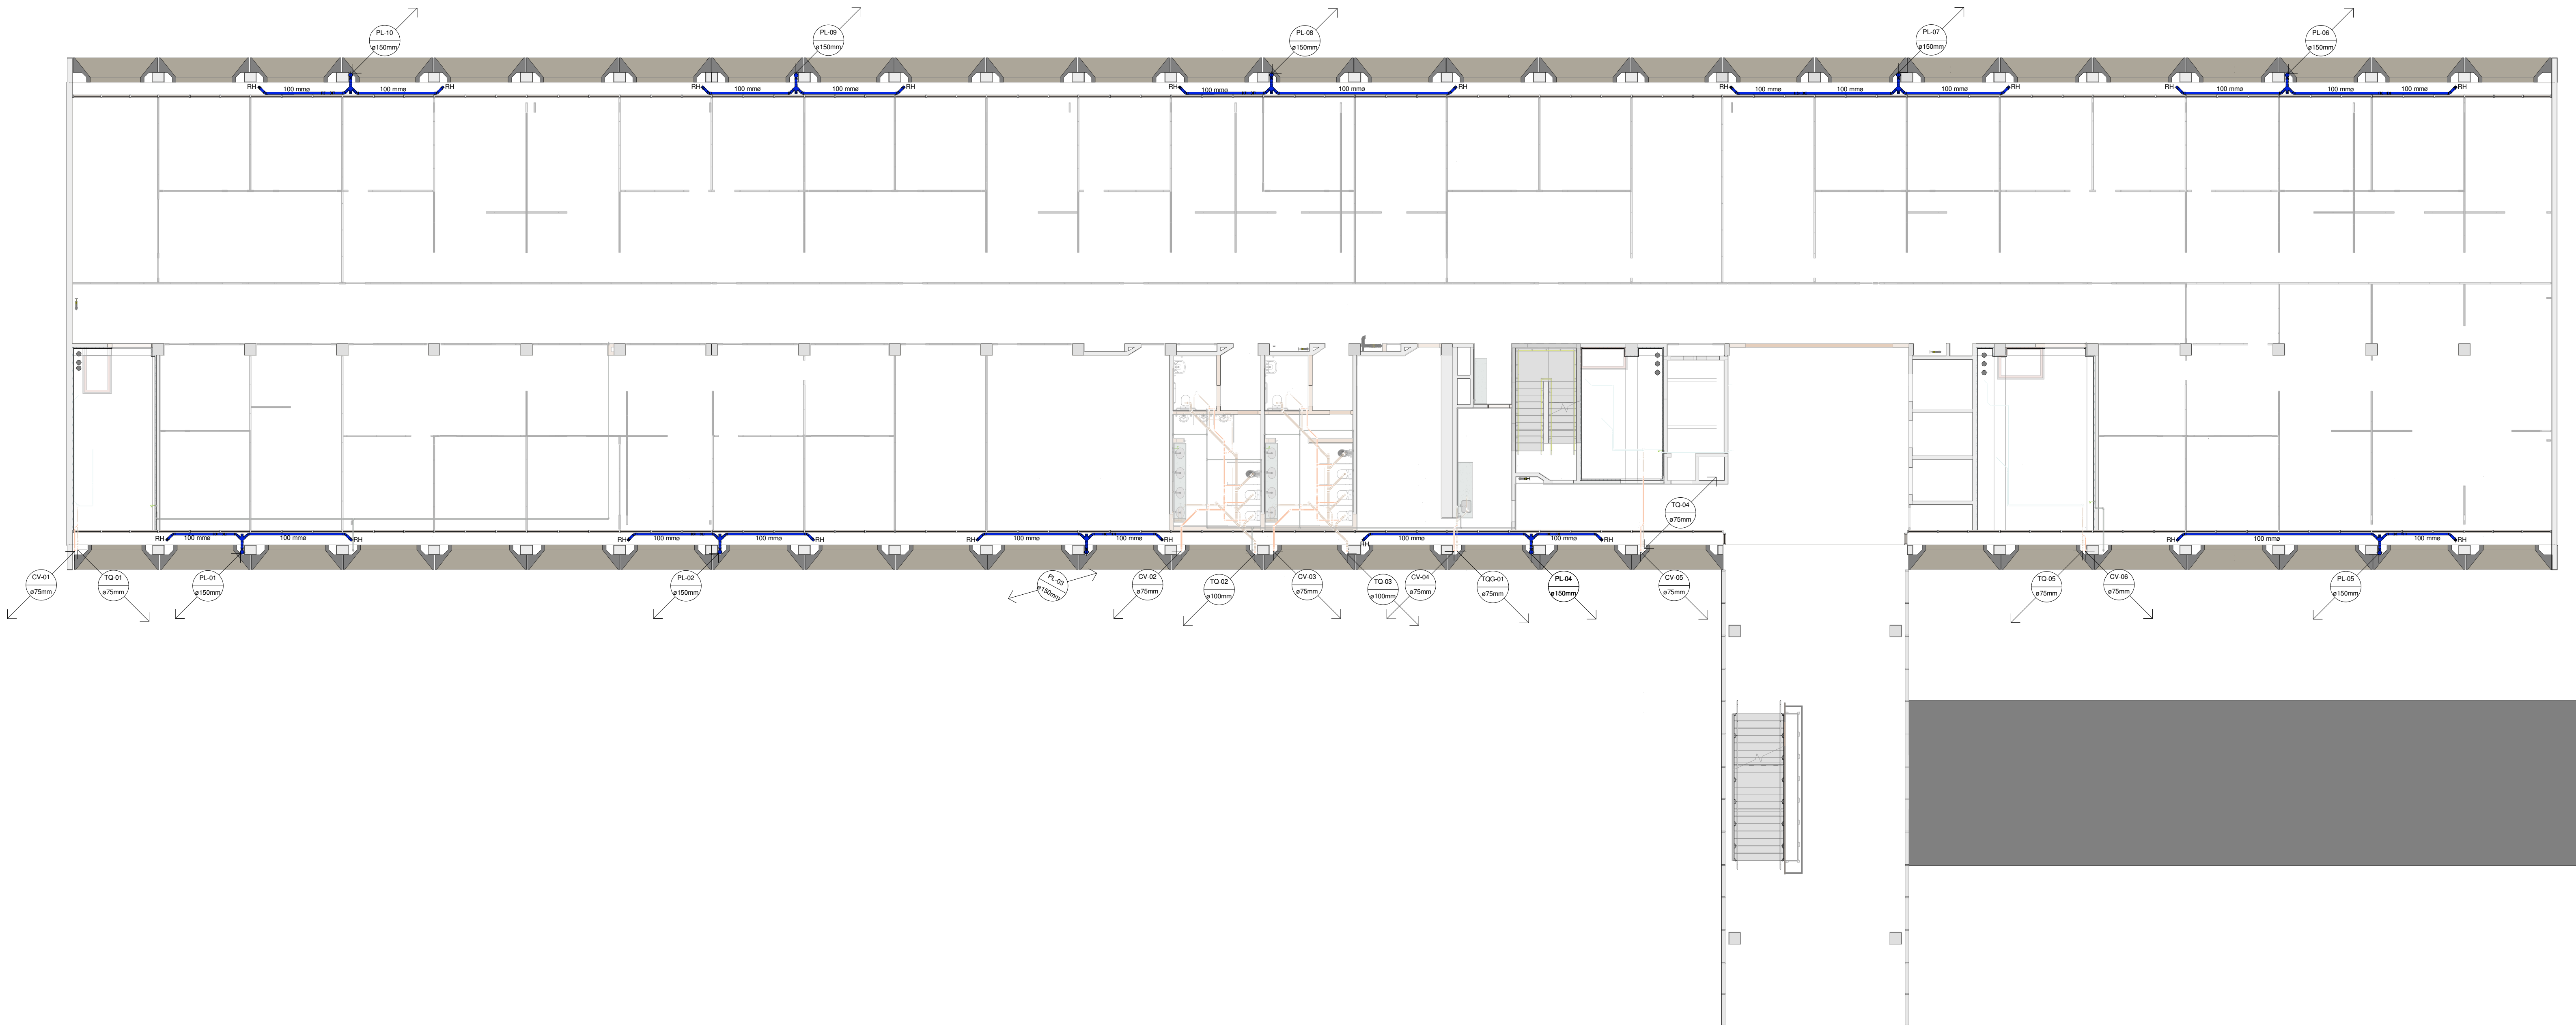 PL-10
ø150mm
PL-09
ø150mm
PL-08
ø150mm
PL-07
ø150mm
PL-06
ø150mm
RH
100 mmø
100 mmø
RH
RH
100 mmø
100 mmø
RH
RH
100 mmø
100 mmø
RH
RH
100 mmø
100 mmø
100 mmø
RH
RH
100 mmø
100 mmø
100 mmø
RH
TQ-04
ø75mm
RH
100 mmø
100 mmø
RH
RH
100 mmø
100 mmø
RH
RH
100 mmø
100 mmø
RH
RH
100 mmø
100 mmø
RH
RH
100 mmø
100 mmø
RH
CV-01
ø75mm
TQ-01
ø75mm
PL-01
ø150mm
PL-02
ø150mm
PL-03
ø150mm
CV-02
ø75mm
TQ-02
ø100mm
CV-03
ø75mm
TQ-03
ø100mm
CV-04
ø75mm
TQG-01
ø75mm
PL-04
ø150mm
CV-05
ø75mm
TQ-05
ø75mm
CV-06
ø75mm
PL-05
ø150mm